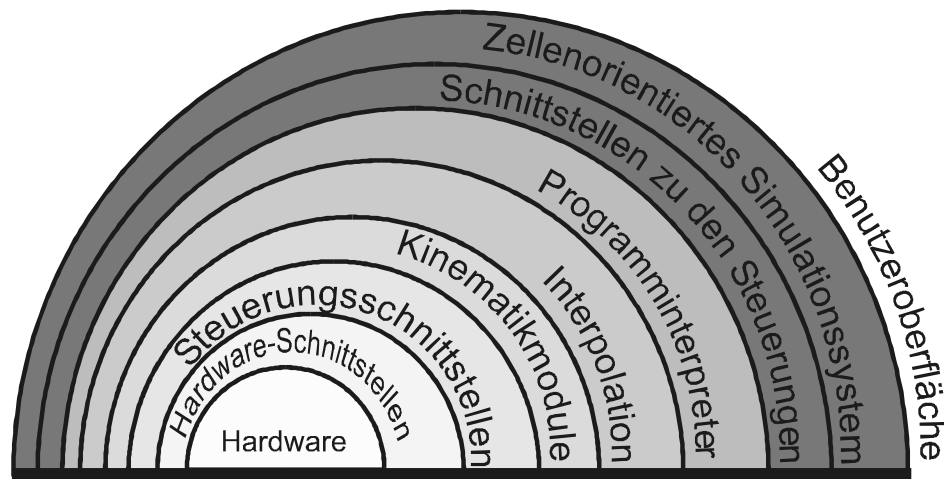 Benutzeroberfläche
Zellenorientiertes Simulationssystem
Schnittstellen zu den Steuerungen
Programminterpreter
Interpolation
Kinematikmodule
Steuerungsschnittstellen
Hardware-Schnittstellen
Hardware